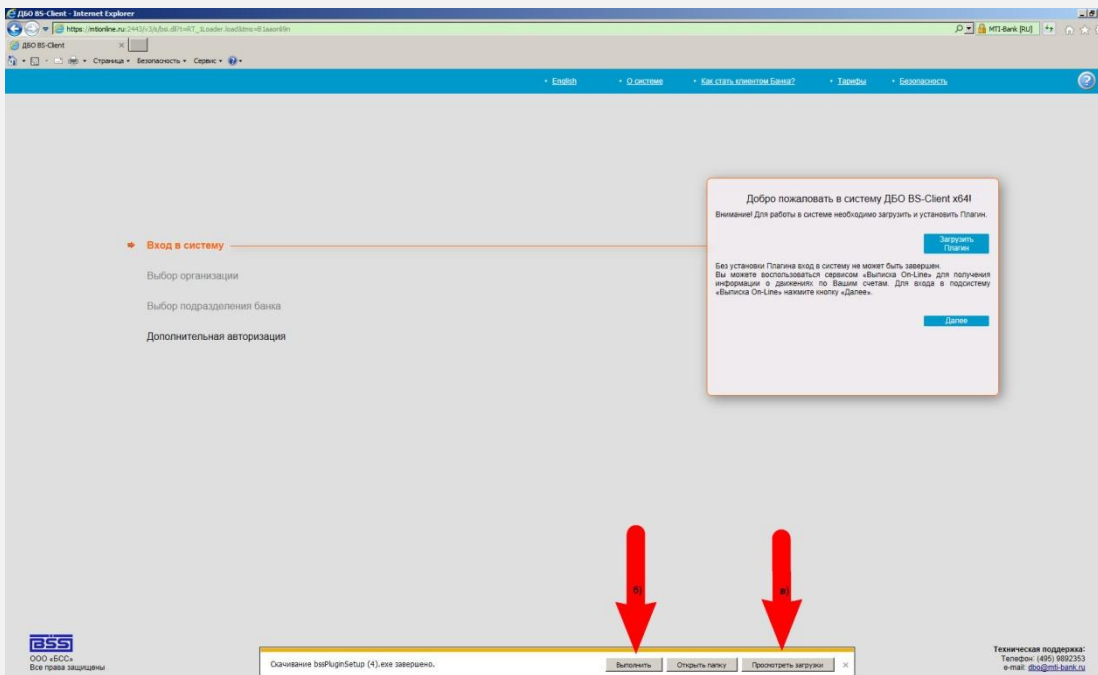 ДБО BS-Client - Internet Explorer
MTI-Bank [RU]
ДБО BS-Client
Страница Безопасность Сервис
English О системе Как стать клиентом Банка? Тарифы Безопасность
Добро пожаловать в систему ДБО BS-Client x64!
Внимание! Для работы в системе необходимо загрузить и установить Плагин.
Загрузить
Плагин
Вход в систему
Без установки Плагина вход в систему не может быть завершен.
Вы можете воспользоваться сервисом «Выписка On-Line» для получения
информации о движениях по Вашим счетам. Для входа в подсистему
«Выписка On-Line» нажмите кнопку «Далее».
Выбор организации
Выбор подразделения банка
Далее
Дополнительная авторизация
б)
BSS
ООО «БСС»
Все права защищены
Скачивание bssPluginSetup (4).exe завершено.
Выполнить Открыть папку Просмотреть загрузки
Техническая поддержка:
Телефон: (495) 9892353
e-mail: dbo@mti-bank.ru